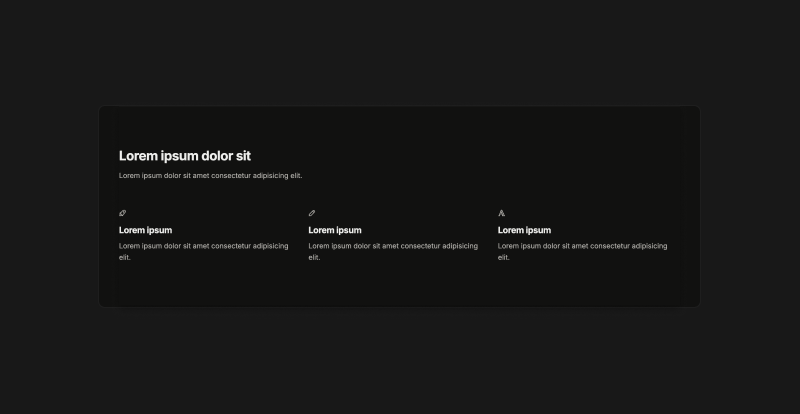 Lorem ipsum dolor sit
Lorem ipsum dolor sit amet consectetur adipisicing elit.
Lorem ipsum
Lorem ipsum dolor sit amet consectetur adipisicing
elit.
Lorem ipsum
Lorem ipsum dolor sit amet consectetur adipisicing
elit.
Lorem ipsum
Lorem ipsum dolor sit amet consectetur adipisicing
elit.